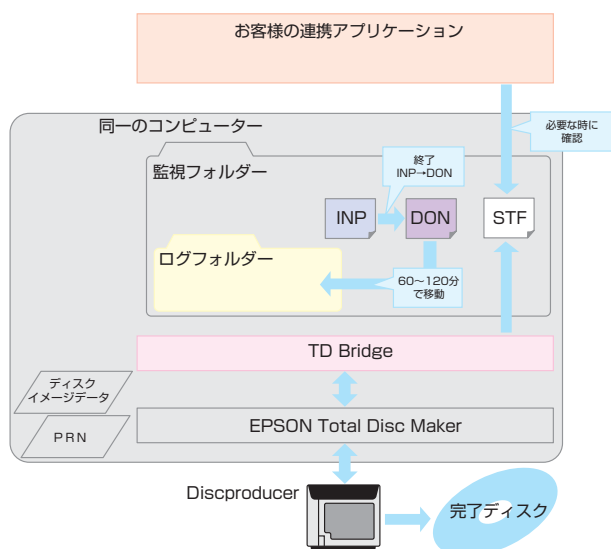 お客様の連携アプリケーション
同一のコンピューター
必要な時に
確認
監視フォルダー
終了
INP→DON
INP
DON
STF
ログフォルダー
60～120分
で移動
TD Bridge
ディスク
イメージデータ
EPSON Total Disc Maker
PRN
Discproducer
完了ディスク